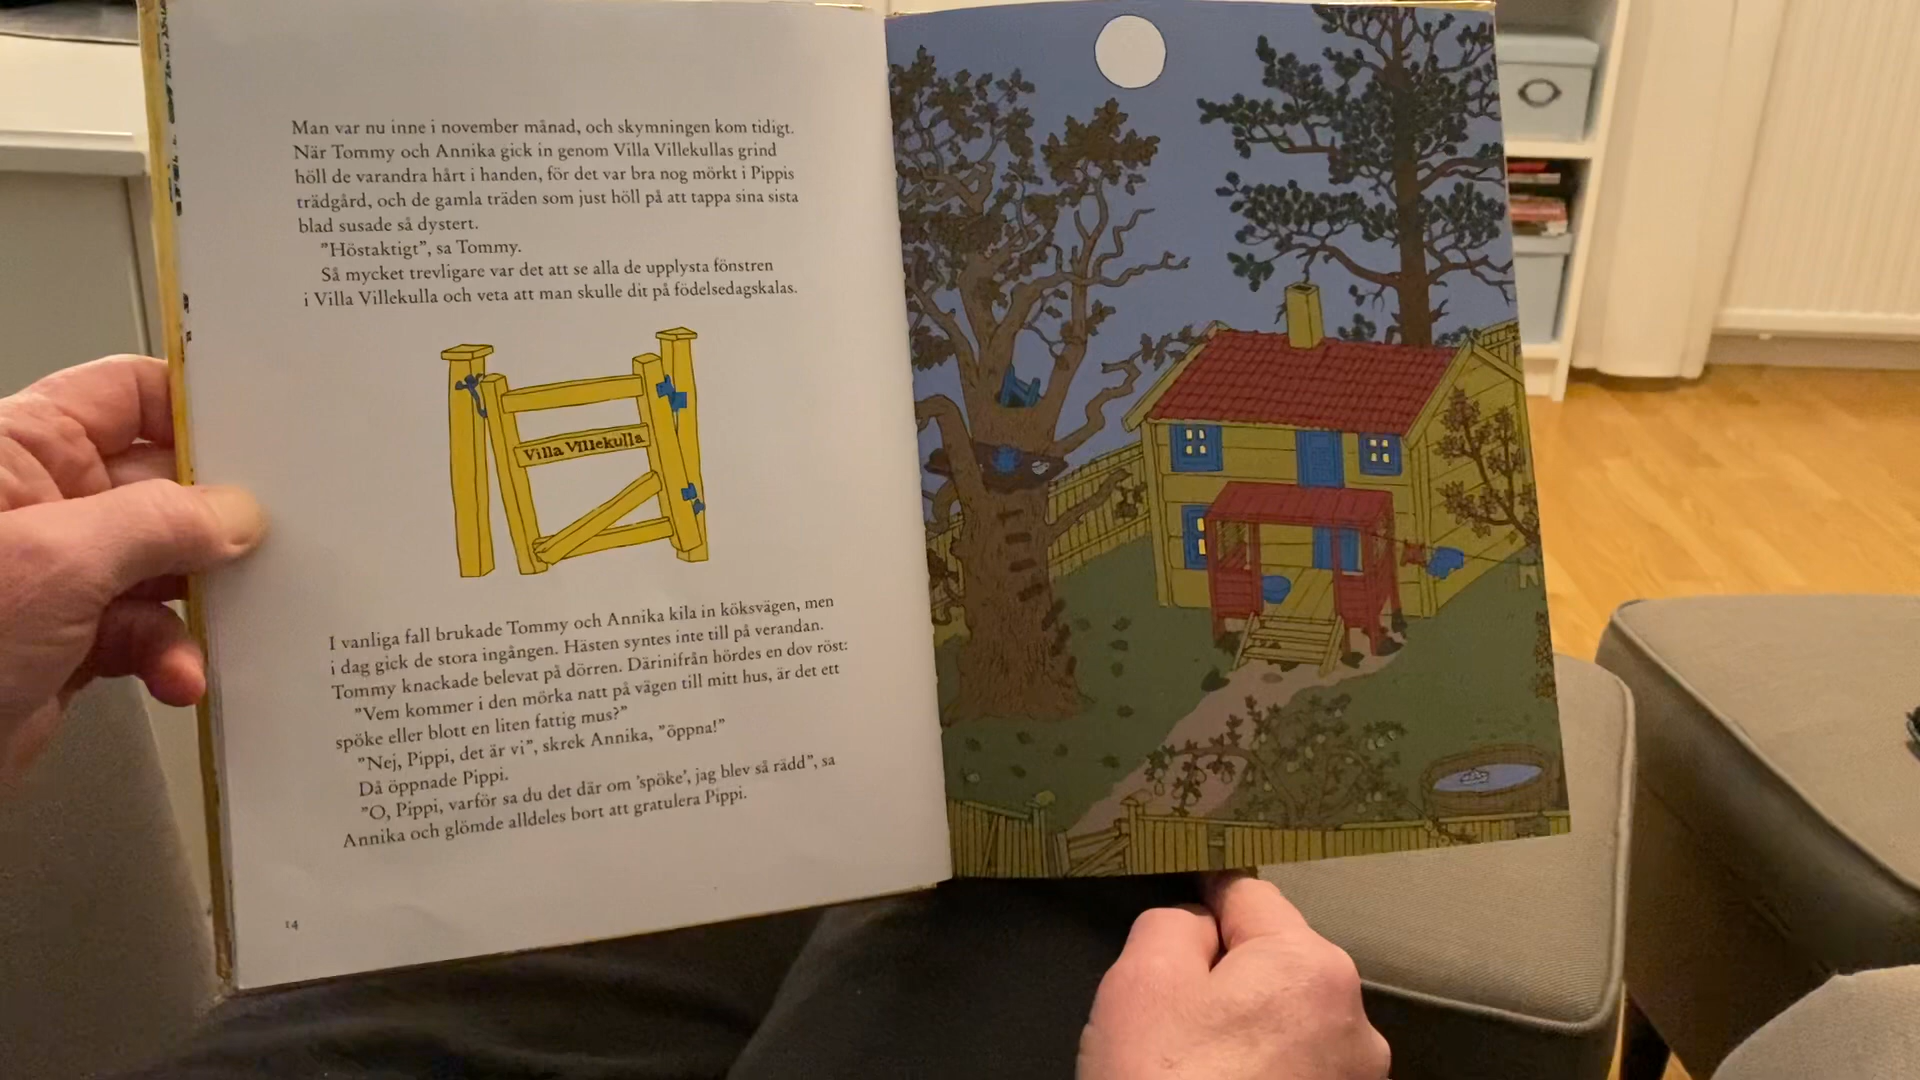 Man var nu inne i november månad, och skymningen kom tidigt.
När Tommy och Annika gick in genom Villa Villekullas grind
höll de varandra hårt i handen, för det var bra nog mörkt i Pippis
trädgård, och de gamla träden som just höll på att tappa sina sista
blad susade så dystert.
”Höstaktigt”, sa Tommy.
Så mycket trevligare var det att se alla de upplysta fönstren
i Villa Villekulla och veta att man skulle dit på födelsedagskalas.
Villa Villekulla
I vanliga fall brukade Tommy och Annika kila in köksvägen, men
i dag gick de stora ingången. Hästen syntes inte till på verandan.
Tommy knackade belevat på dörren. Därinifrån hördes en dov röst:
”Vem kommer i den mörka natt på vägen till mitt hus, är det ett
spöke eller blott en liten fattig mus?”
”Nej, Pippi, det är vi”, skrek Annika, ”öppna!”
Då öppnade Pippi.
”O, Pippi, varför sa du det där om ’spöke’, jag blev så rädd”, sa
Annika och glömde alldeles bort att gratulera Pippi.
14